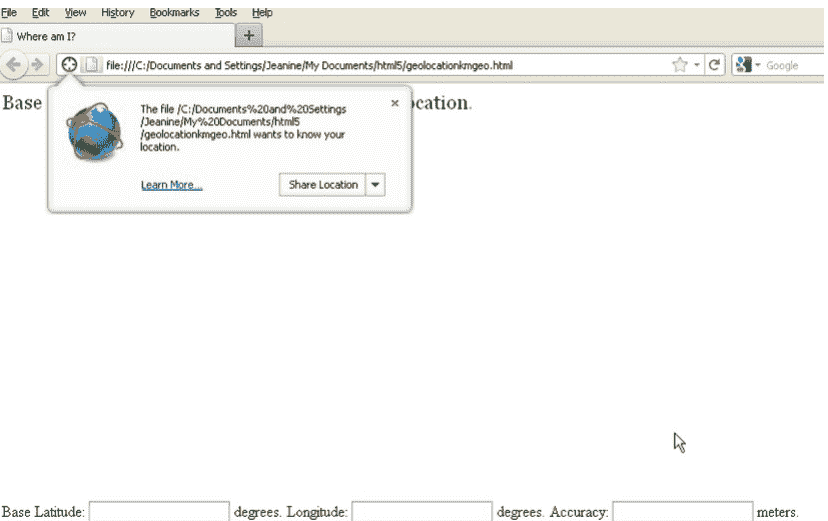 File Edit View History Bookmarks Tools Help
Where am I?
file:///C:/Documents and Settings/Jeanine/My Documents/html5/geolocationkmgeo.html
Google
Base
ocation.
The file /C:/Documents%20and%20Settings
/Jeanine/My%20Documents/html5
/geolocationkmgeo.html wants to know your
location.
Learn More...
Share Location
Base Latitude: degrees. Longitude: degrees. Accuracy: meters.